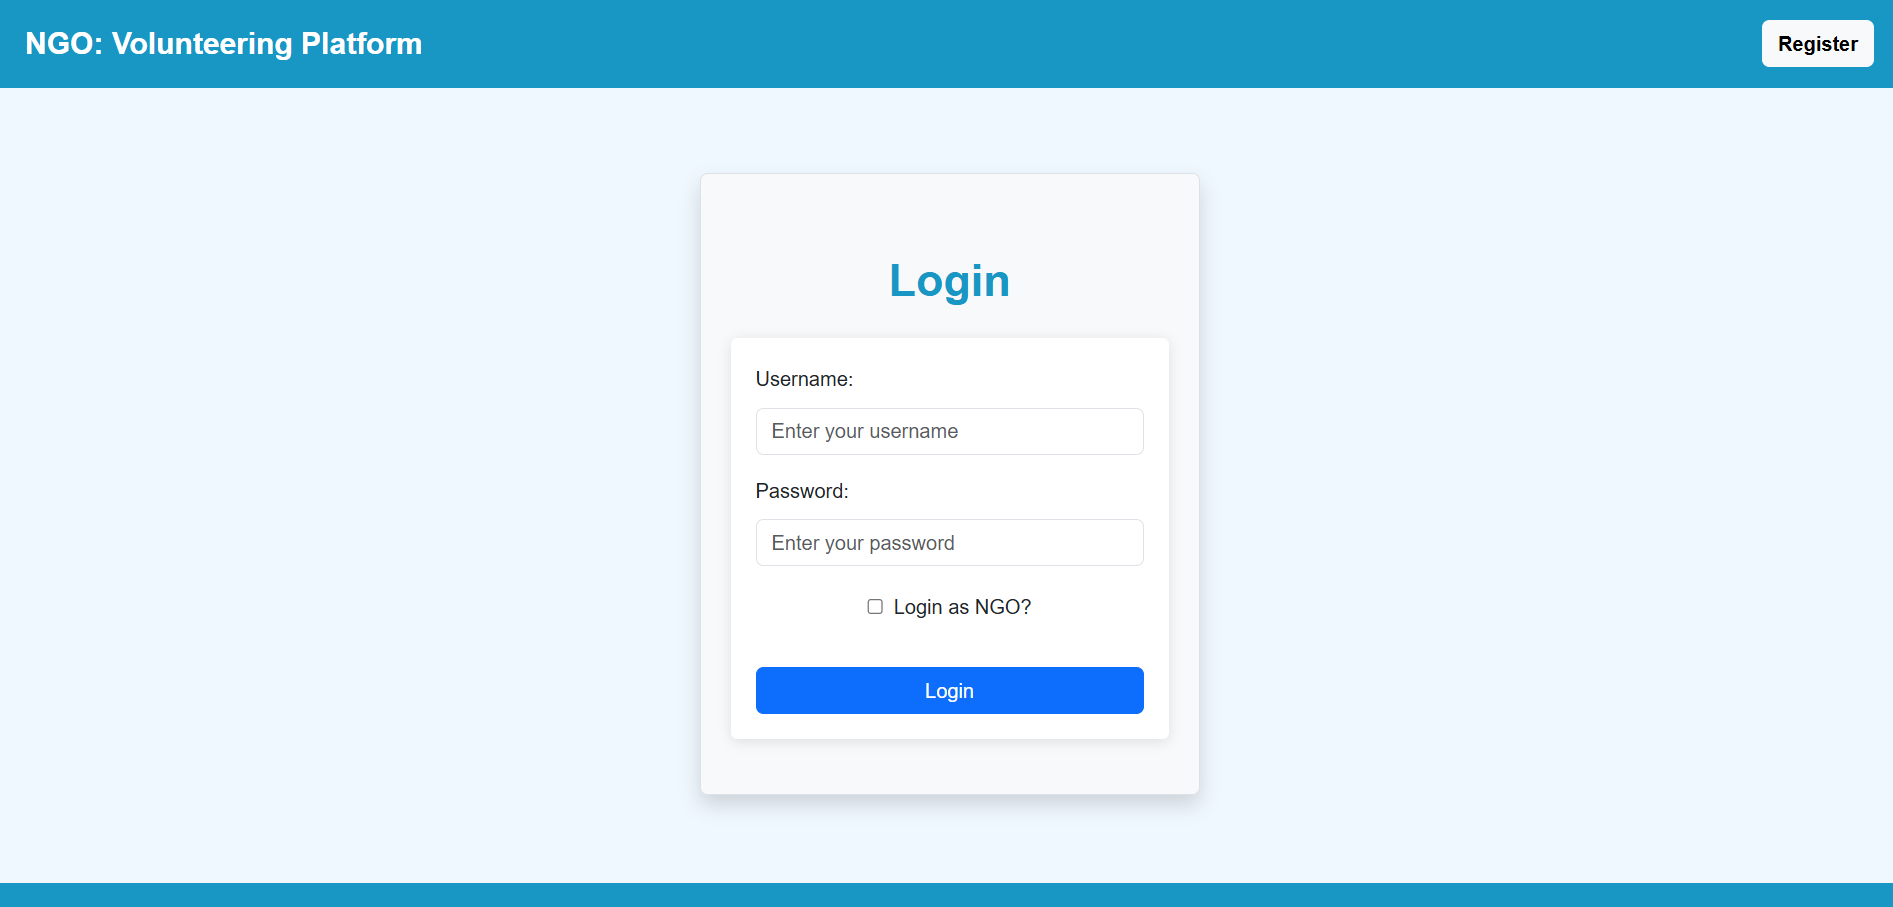 NGO: Volunteering Platform
Register
Login
Username:
Enter your username
Password:
Enter your password
Login as NGO?
Login